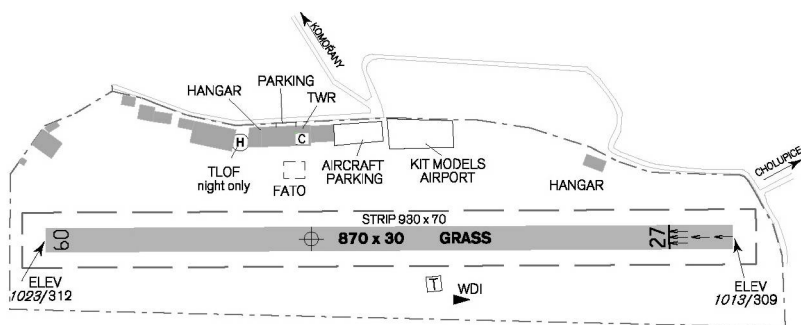 KOMOŘANY
PARKING
HANGAR
TWR
H
C
TLOF
night only
FATO
AIRCRAFT
PARKING
KIT MODELS
AIRPORT
HANGAR
CHOLUPICE
STRIP 930 x 70
09
870 x 30 GRASS
27
ELEV
1023/312
T
WDI
ELEV
1013/309